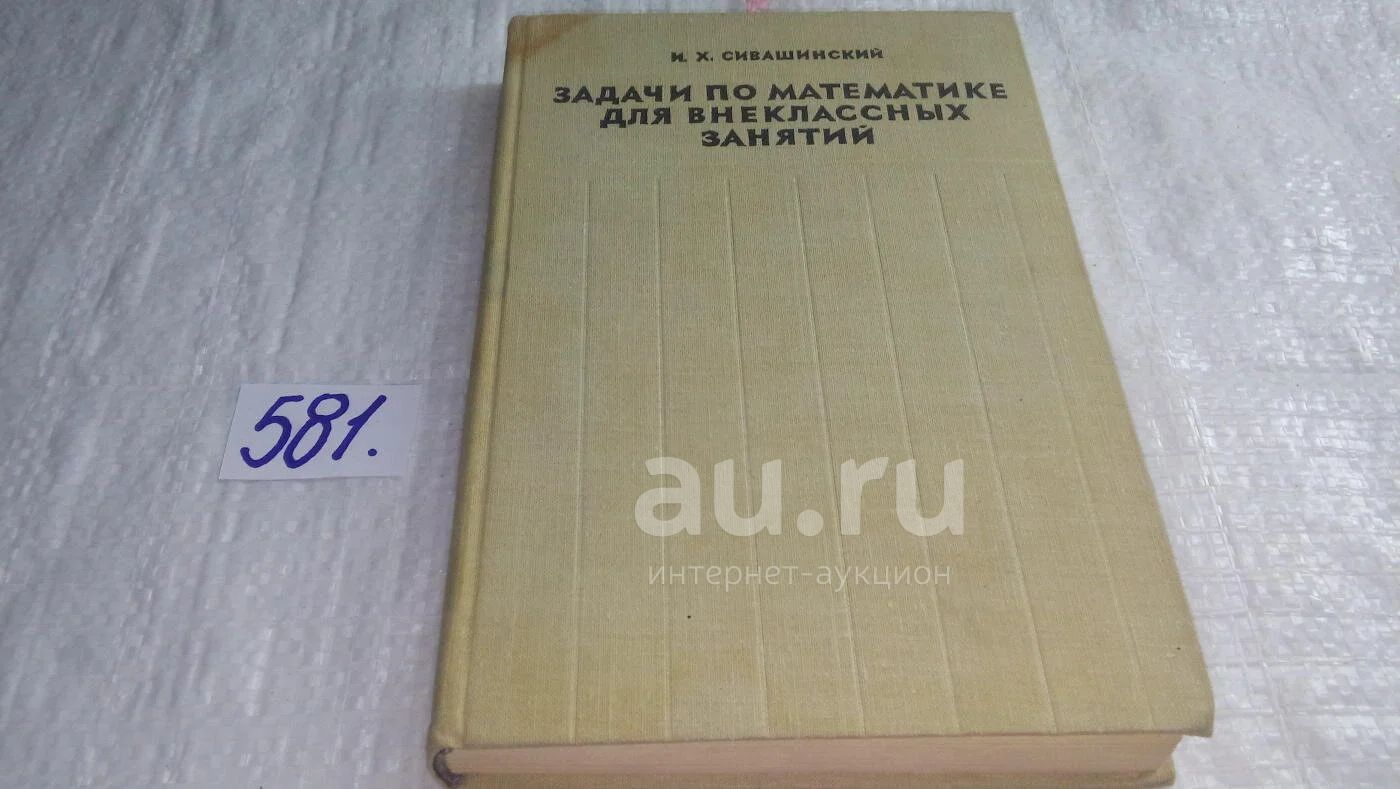 И. Х. СИВАШИНСКИЙ
ЗАДАЧИ ПО МАТЕМАТИКЕ
ДЛЯ ВНЕКЛАССНЫХ
ЗАНЯТИЙ
581.
au.ru
интернет-аукцион